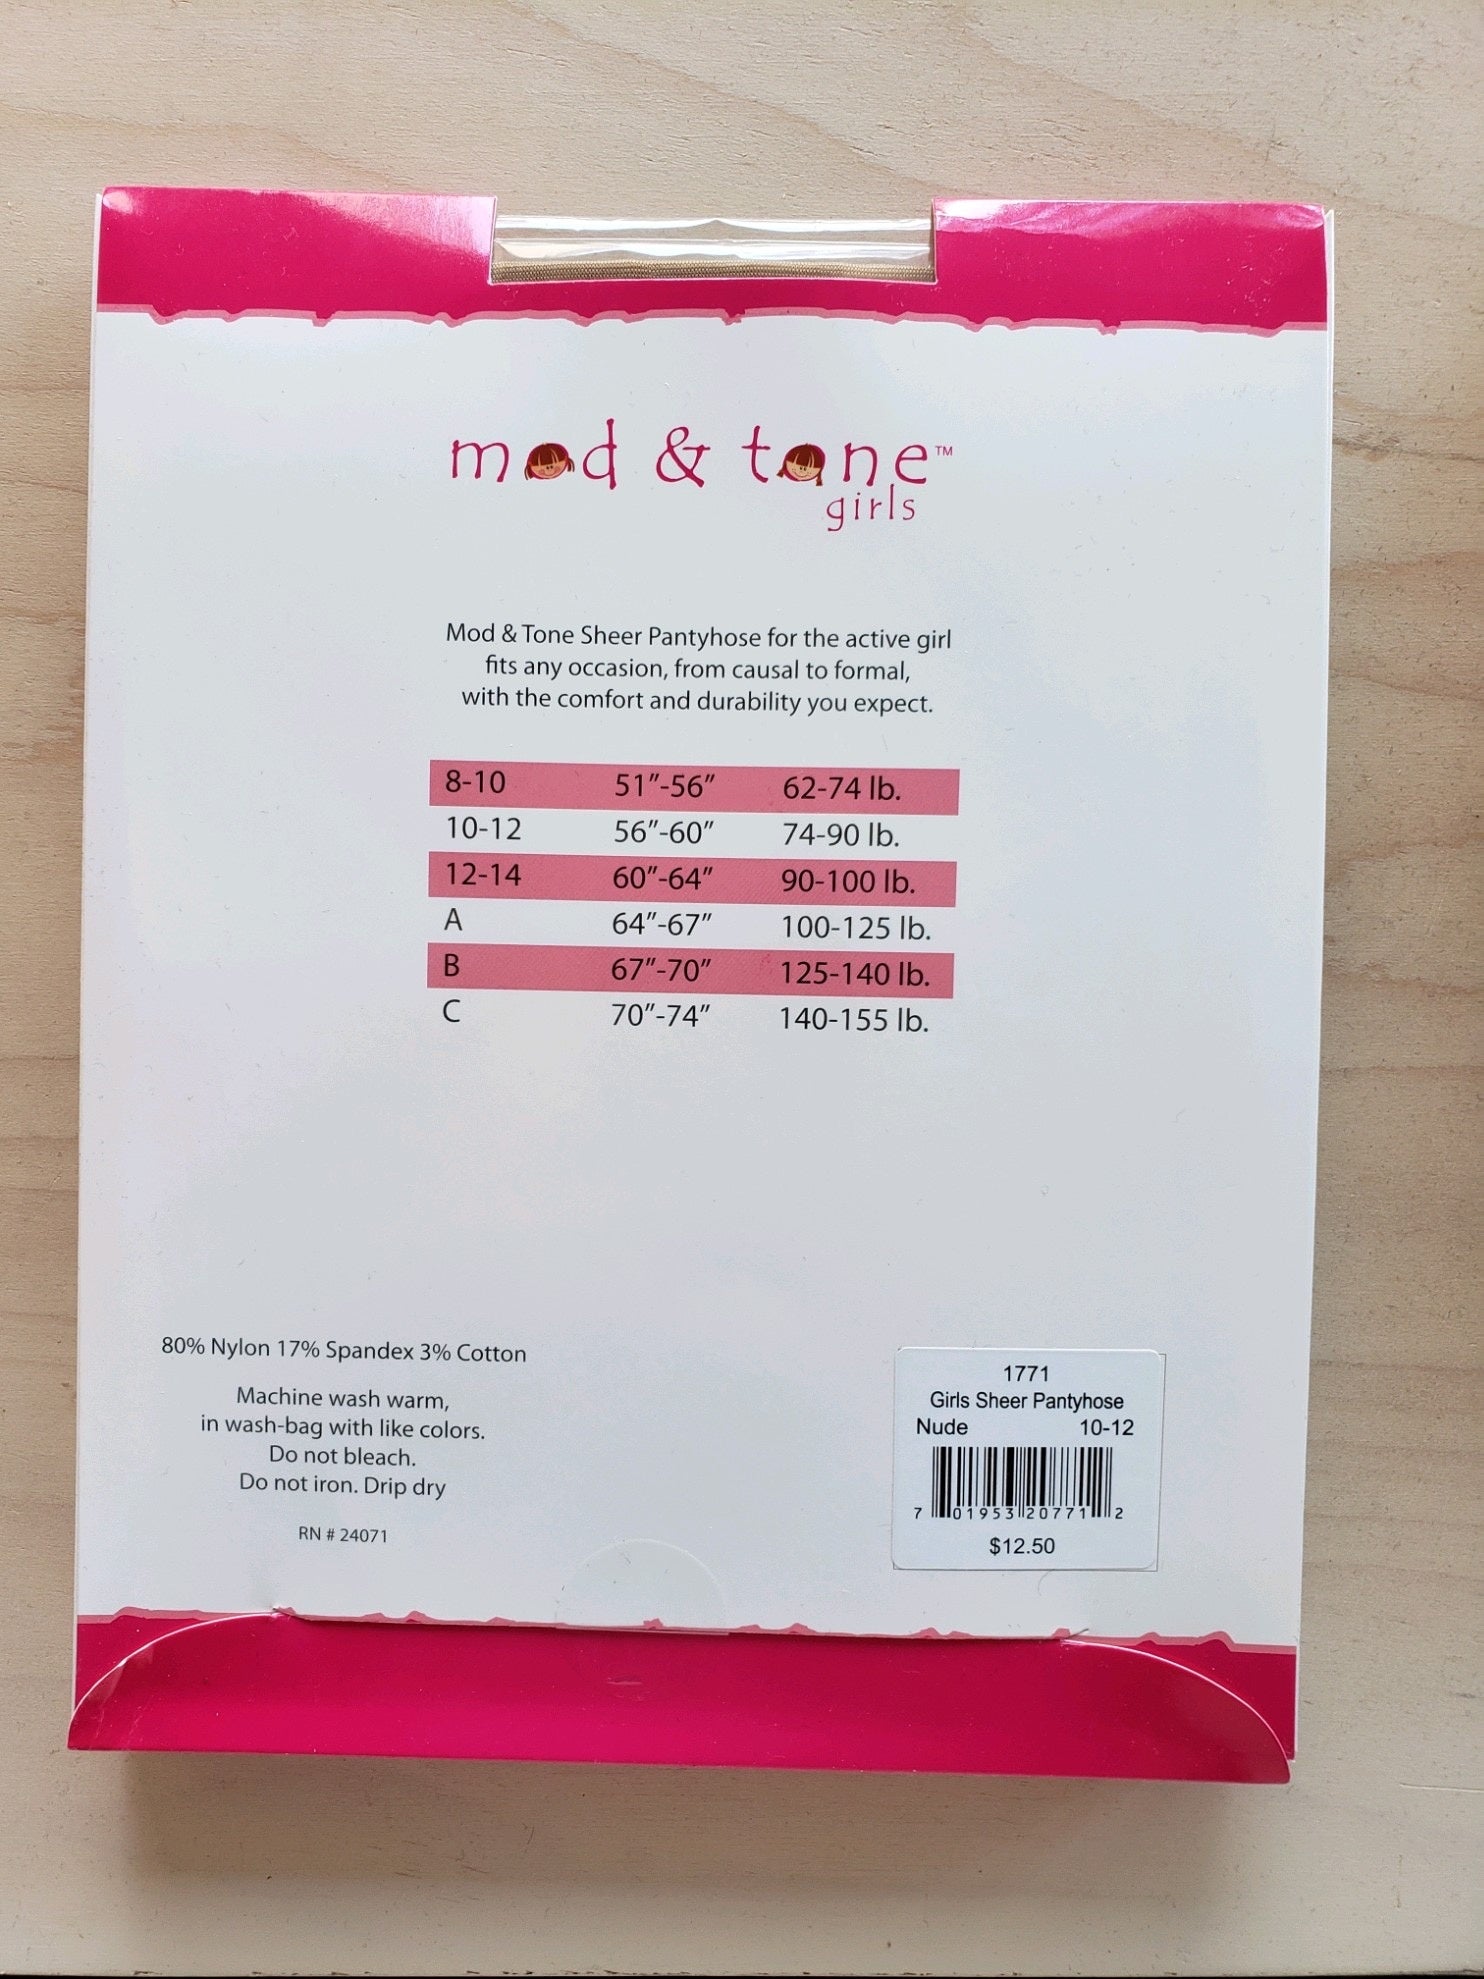 mod & tone™
girls
Mod & Tone Sheer Pantyhose for the active girl
fits any occasion, from causal to formal,
with the comfort and durability you expect.
8-10 51"-56" 62-74 lb.
10-12 56"-60" 74-90 lb.
12-14 60"-64" 90-100 lb.
A 64"-67" 100-125 lb.
B 67"-70" 125-140 lb.
C 70"-74" 140-155 lb.
80% Nylon 17% Spandex 3% Cotton
Machine wash warm,
in wash-bag with like colors.
Do not bleach.
Do not iron. Drip dry
RN # 24071
1771
Girls Sheer Pantyhose
Nude 10-12
7 01953 20771 2
$12.50